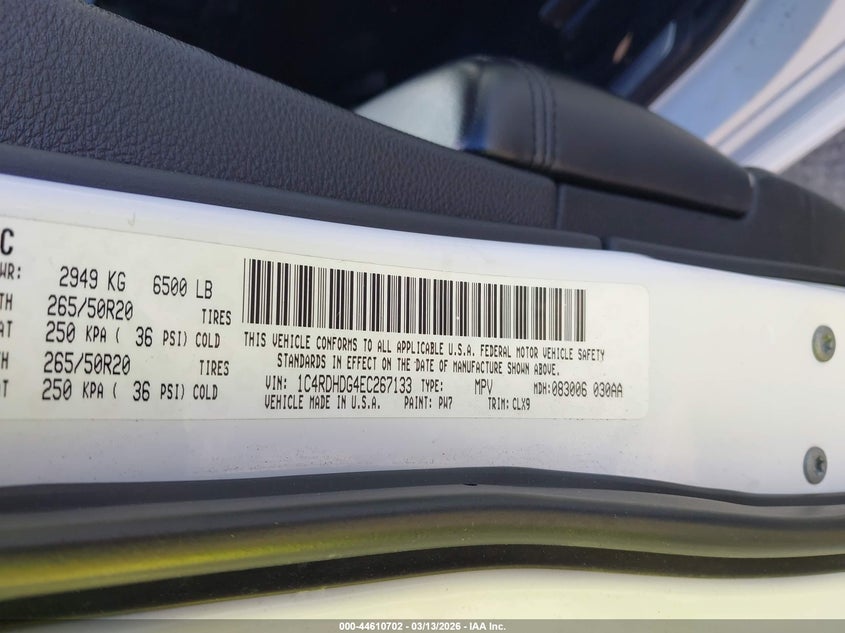 C
WR: 2949 KG 6500 LB
TH 265/50R20 TIRES
AT 250 KPA ( 36 PSI) COLD
H 265/50R20 TIRES
AT 250 KPA ( 36 PSI) COLD
THIS VEHICLE CONFORMS TO ALL APPLICABLE U.S.A. FEDERAL MOTOR VEHICLE SAFETY
STANDARDS IN EFFECT ON THE DATE OF MANUFACTURE SHOWN ABOVE.
VIN: 1C4RDHDG4EC267133 TYPE: MPV MDH: 083006 030AA
VEHICLE MADE IN U.S.A. PAINT: PW7 TRIM: CLX9
000-44610702 - 03/13/2026 - IAA Inc.